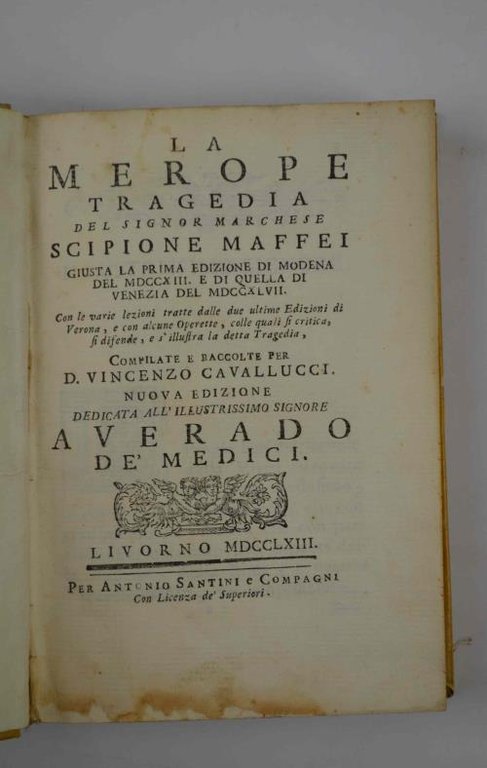 LA
MEROPE
TRAGEDIA
DEL SIGNOR MARCHESE
SCIPIONE MAFFEI
GIUSTA LA PRIMA EDIZIONE DI MODENA
DEL MDCCXIII. E DI QUELLA DI
VENEZIA DEL MDCCXLVII.
Con le varie lezioni tratte dalle due ultime Edizioni di
Verona, e con alcune Operette, colle quali si critica,
si difende, e s'illustra la detta Tragedia,
COMPILATE E RACCOLTE PER
D. VINCENZO CAVALLUCCI.
NUOVA EDIZIONE
DEDICATA ALL'ILLUSTRISSIMO SIGNORE
AVERADO
DE' MEDICI.
LIVORNO MDCCLXIII.
PER ANTONIO SANTINI e COMPAGNI
Con Licenza de' Superiori.